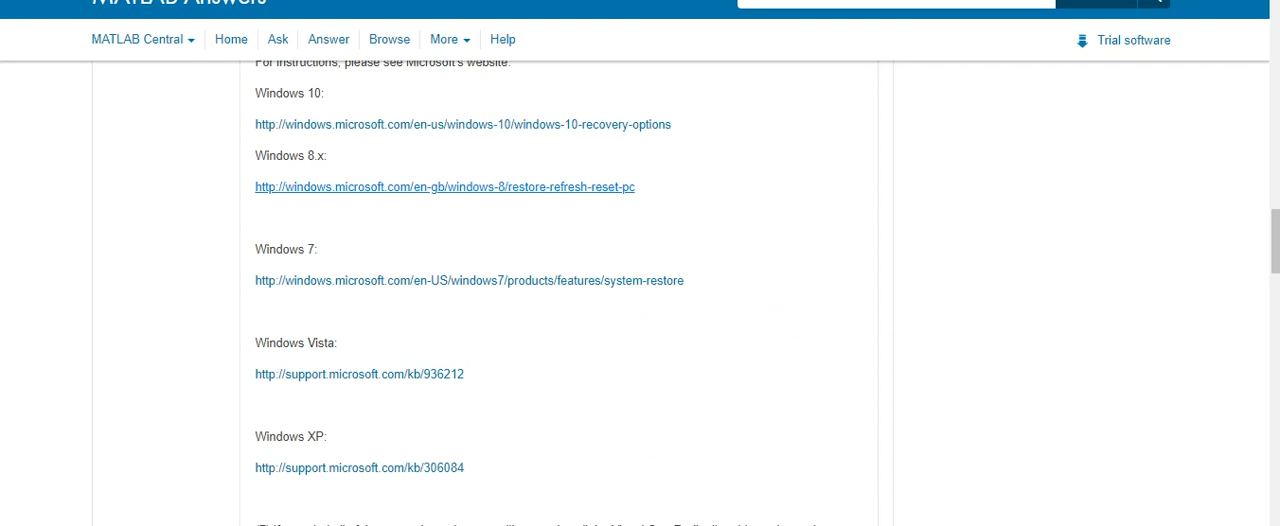 MATLAB Answers
MATLAB Central Home Ask Answer Browse More Help Trial software
For instructions, please see Microsoft's website.
Windows 10:
http://windows.microsoft.com/en-us/windows-10/windows-10-recovery-options
Windows 8.x:
http://windows.microsoft.com/en-gb/windows-8/restore-refresh-reset-pc
Windows 7:
http://windows.microsoft.com/en-US/windows7/products/features/system-restore
Windows Vista:
http://support.microsoft.com/kb/936212
Windows XP:
http://support.microsoft.com/kb/306084